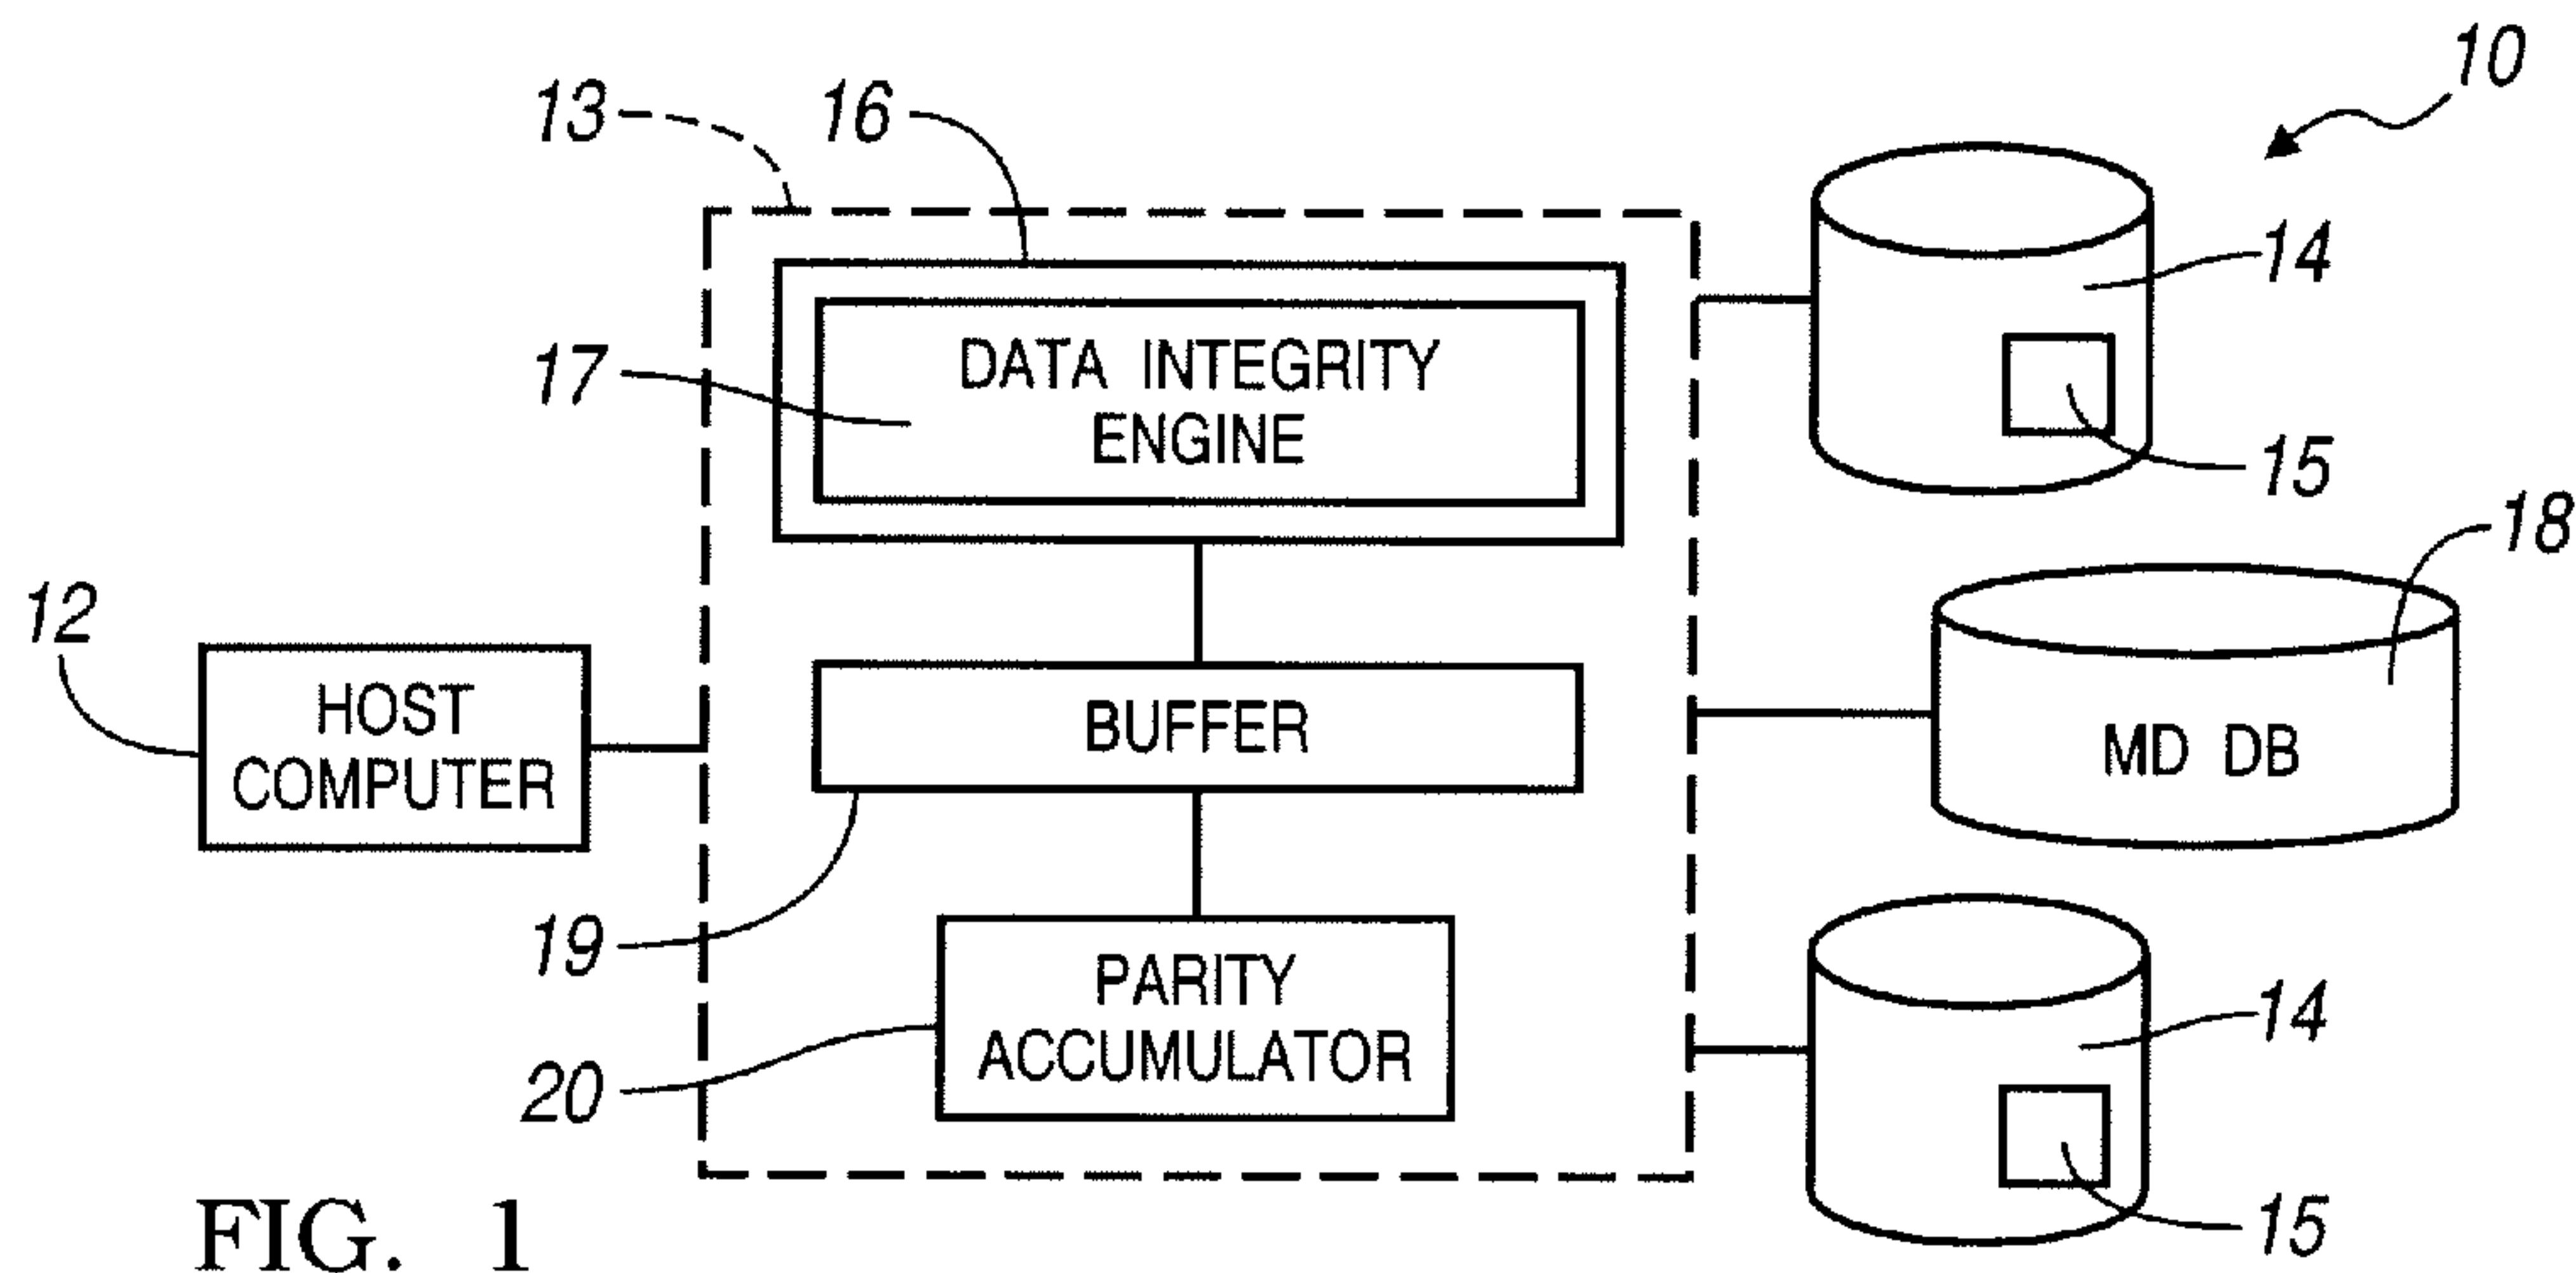 10
13
16
14
DATA INTEGRITY
ENGINE
17
15
18
12
HOST
COMPUTER
BUFFER
MD DB
19
PARITY
ACCUMULATOR
14
20
15
FIG. 1